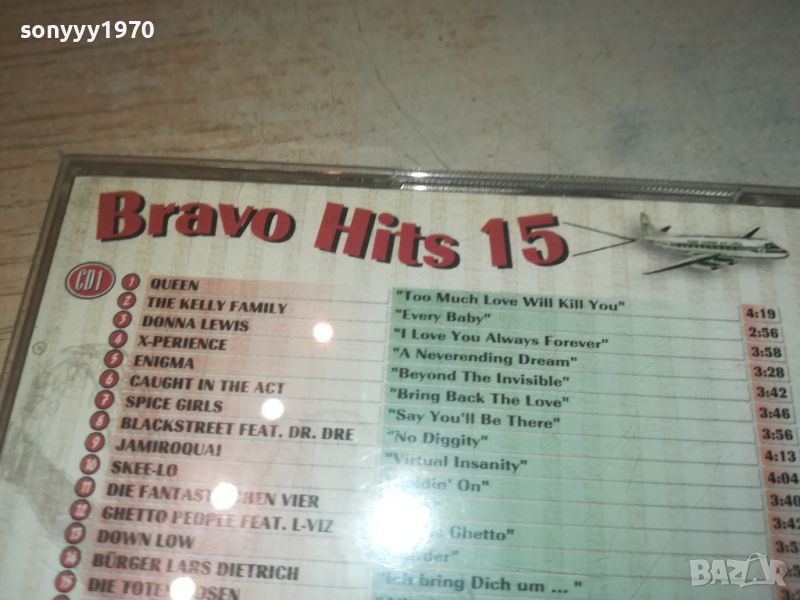 sonyyy1970
Bravo Hits 15
CD1
1 QUEEN "Too Much Love Will Kill You" 4:19
2 THE KELLY FAMILY "Every Baby" 2:56
3 DONNA LEWIS "I Love You Always Forever" 3:58
4 X-PERIENCE "A Neverending Dream" 3:28
5 ENIGMA "Beyond The Invisible" 3:42
6 CAUGHT IN THE ACT "Bring Back The Love" 3:46
7 SPICE GIRLS "Say You'll Be There" 3:56
8 BLACKSTREET FEAT. DR. DRE "No Diggity" 4:13
9 JAMIROQUAI "Virtual Insanity" 4:04
10 SKEE-LO On" 3:40
11 DIE VIER
12 GHETTO PEOPLE FEAT. L-VIZ Ghetto"
13 DOWN LOW
14 BÜRGER LARS DIETRICH "Ich bring Dich um ... "
15 DIE
BAZAR